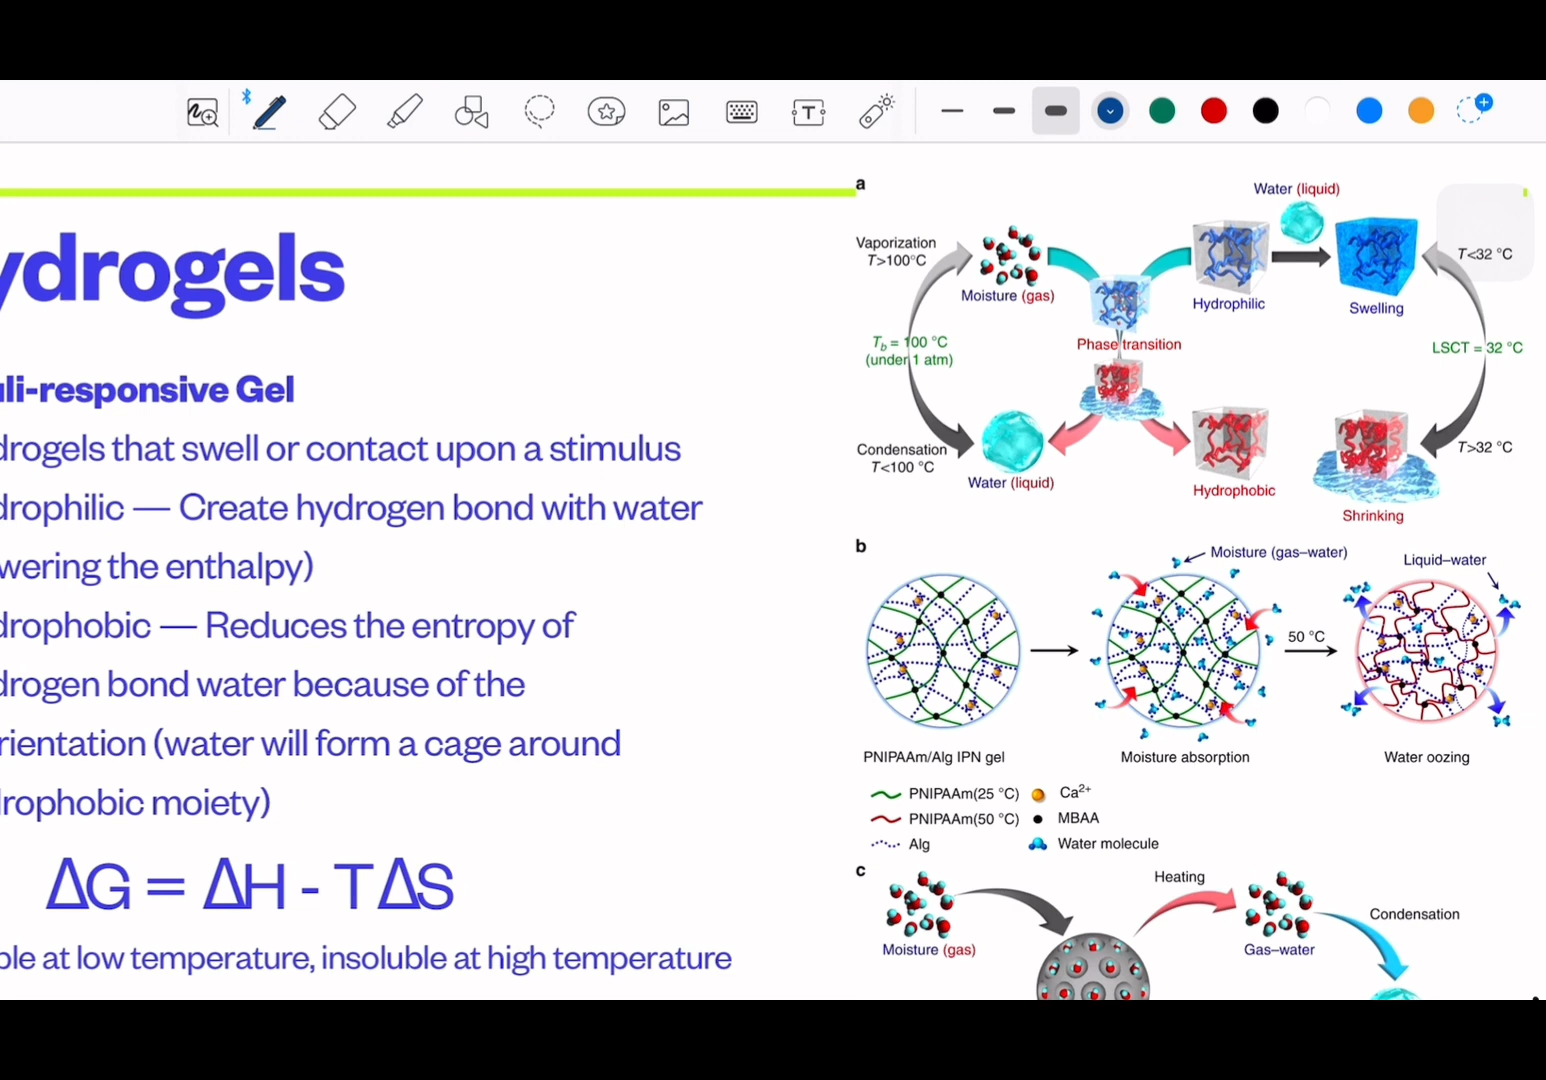 ydrogels
uli-responsive Gel
drogels that swell or contact upon a stimulus
drophilic — Create hydrogen bond with water
wering the enthalpy)
drophobic — Reduces the entropy of
drogen bond water because of the
rientation (water will form a cage around
drophobic moiety)
ΔG = ΔH - TΔS
ble at low temperature, insoluble at high temperature
a
Water (liquid)
Vaporization
T>100°C
T<32 °C
Moisture (gas)
Hydrophilic
Swelling
Tb = 100 °C
(under 1 atm)
Phase transition
LSCT = 32 °C
Condensation
T<100 °C
T>32 °C
Water (liquid)
Hydrophobic
Shrinking
b
Moisture (gas–water)
Liquid–water
50 °C
PNIPAAm/Alg IPN gel
Moisture absorption
Water oozing
PNIPAAm(25 °C)
Ca2+
PNIPAAm(50 °C)
MBAA
Alg
Water molecule
c
Heating
Condensation
Moisture (gas)
Gas–water